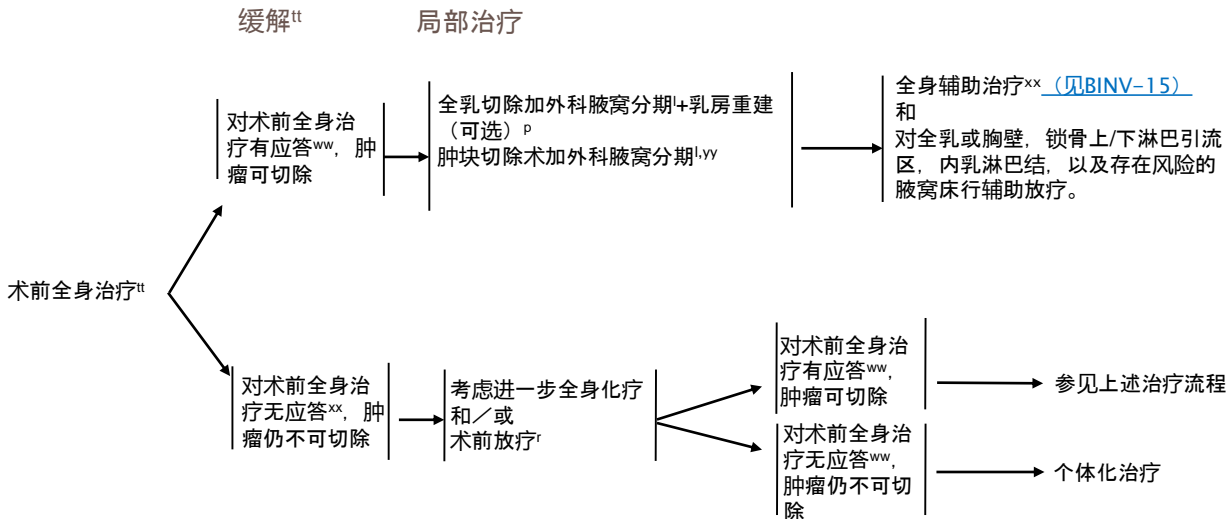 缓解tt
局部治疗
对术前全身治
疗有应答ww，肿
瘤可切除
全乳切除加外科腋窝分期l+乳房重建
（可选）p
肿块切除术加外科腋窝分期l,yy
全身辅助治疗xx（见BINV-15）
和
对全乳或胸壁，锁骨上/下淋巴引流
区，内乳淋巴结，以及存在风险的
腋窝床行辅助放疗。
术前全身治疗tt
对术前全身治
疗无应答xx，肿
瘤仍不可切除
考虑进一步全身化疗
和／或
术前放疗r
对术前全身治
疗有应答ww，
肿瘤可切除
参见上述治疗流程
对术前全身治
疗无应答ww，
肿瘤仍不可切
除
个体化治疗